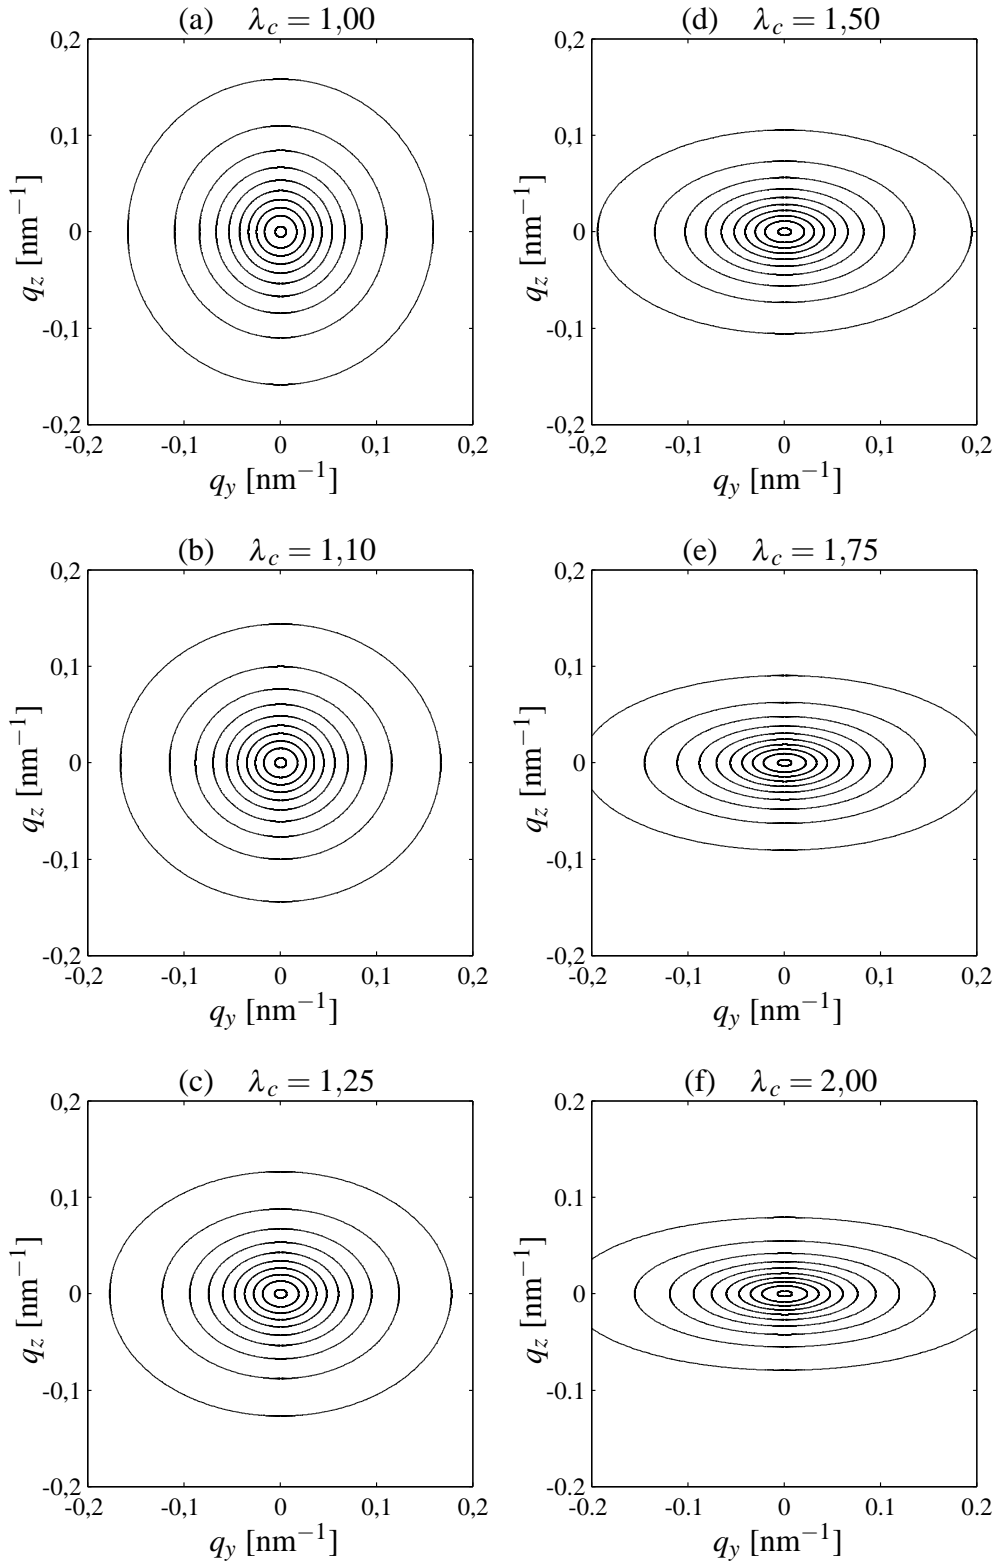 (a) λc = 1,00
0,2
0,1
0
-0,1
-0,2
qz [nm−1]
-0,2 -0,1 0 0,1 0,2
qy [nm−1]
(d) λc = 1,50
0,2
0,1
0
-0,1
-0,2
qz [nm−1]
-0,2 -0,1 0 0,1 0,2
qy [nm−1]
(b) λc = 1,10
0,2
0,1
0
-0,1
-0,2
qz [nm−1]
-0,2 -0,1 0 0,1 0,2
qy [nm−1]
(e) λc = 1,75
0,2
0,1
0
-0,1
-0,2
qz [nm−1]
-0,2 -0,1 0 0,1 0,2
qy [nm−1]
(c) λc = 1,25
0,2
0,1
0
-0,1
-0,2
qz [nm−1]
-0,2 -0,1 0 0,1 0,2
qy [nm−1]
(f) λc = 2,00
0.2
0.1
0
-0.1
-0.2
qz [nm−1]
-0,2 -0.1 0 0,1 0.2
qy [nm−1]